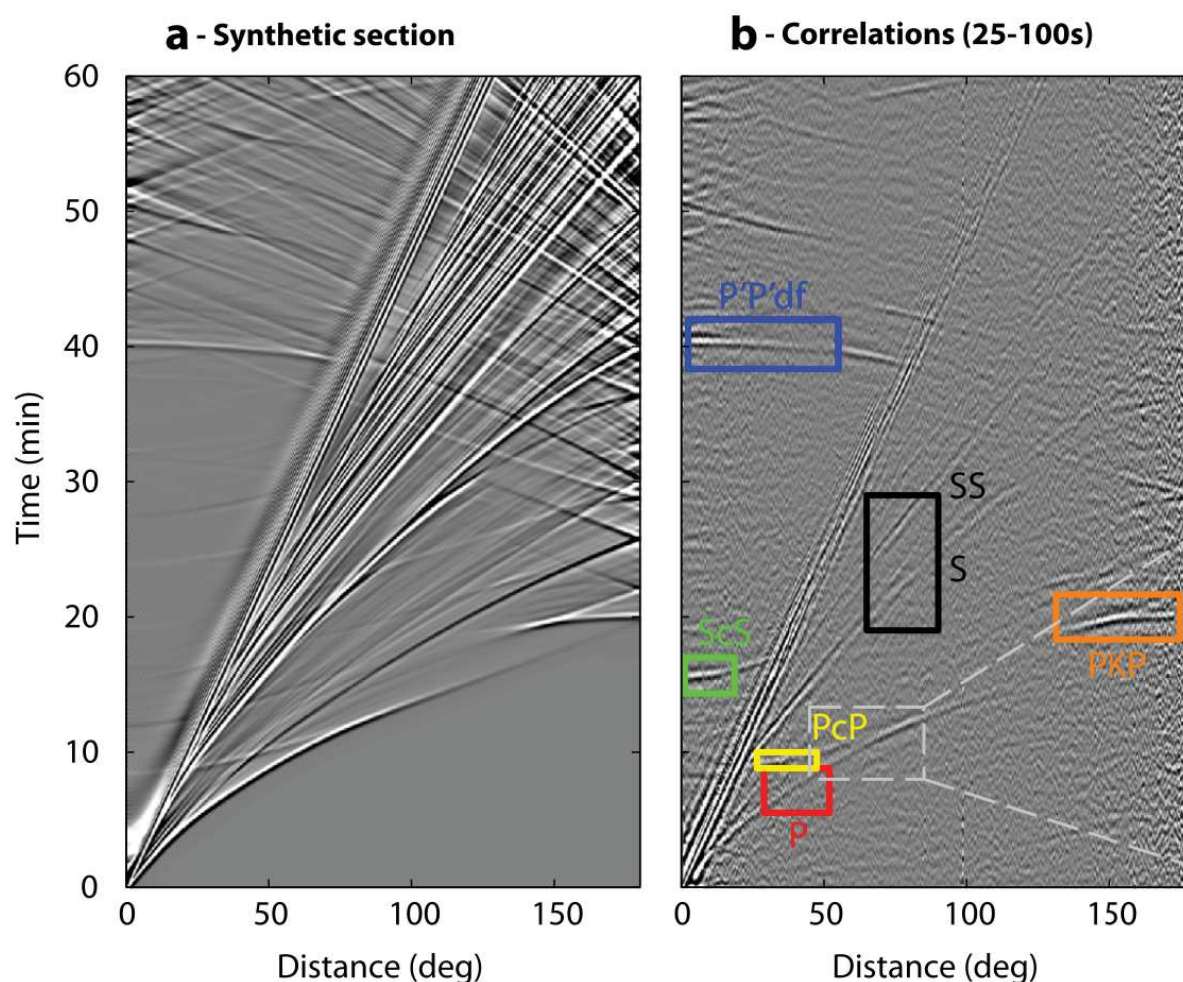 a - Synthetic section
b - Correlations (25-100s)
60
50
40
30
20
10
0
Time (min)
0 50 100 150
Distance (deg)
P'P'df
SS
S
ScS
PKP
PcP
P
0 50 100 150
Distance (deg)